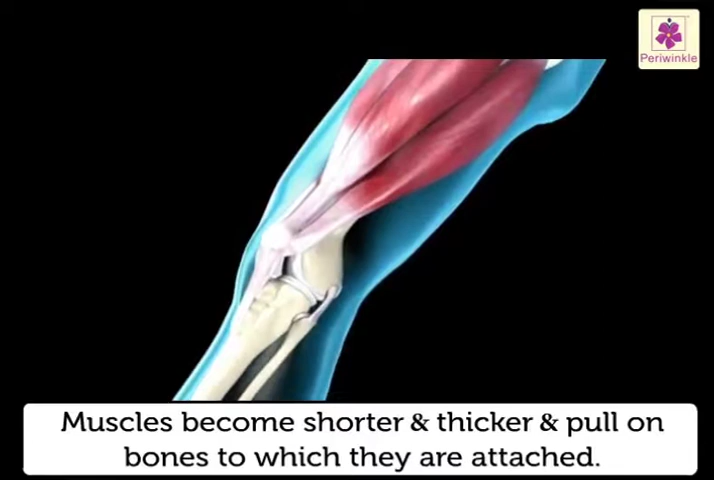 Periwinkle
Muscles become shorter & thicker & pull on
bones to which they are attached.